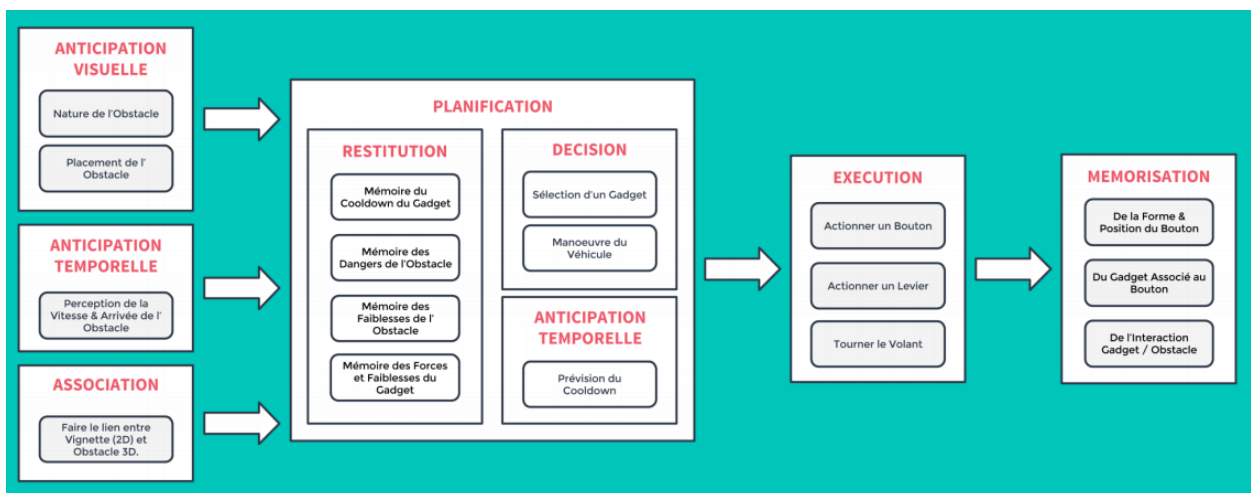 ANTICIPATION
VISUELLE
Nature de l'Obstacle
Placement de l'
Obstacle
ANTICIPATION
TEMPORELLE
Perception de la
Vitesse & Arrivée de l'
Obstacle
ASSOCIATION
Faire le lien entre
Vignette (2D) et
Obstacle 3D.
PLANIFICATION
RESTITUTION
Mémoire du
Cooldown du Gadget
Mémoire des
Dangers de l'Obstacle
Mémoire des
Faiblesses de l'
Obstacle
Mémoire des Forces
et Faiblesses du
Gadget
DECISION
Sélection d'un Gadget
Manoeuvre du
Véhicule
ANTICIPATION
TEMPORELLE
Prévision du
Cooldown
EXECUTION
Actionner un Bouton
Actionner un Levier
Tourner le Volant
MEMORISATION
De la Forme &
Position du Bouton
Du Gadget Associé au
Bouton
De l'Interaction
Gadget / Obstacle